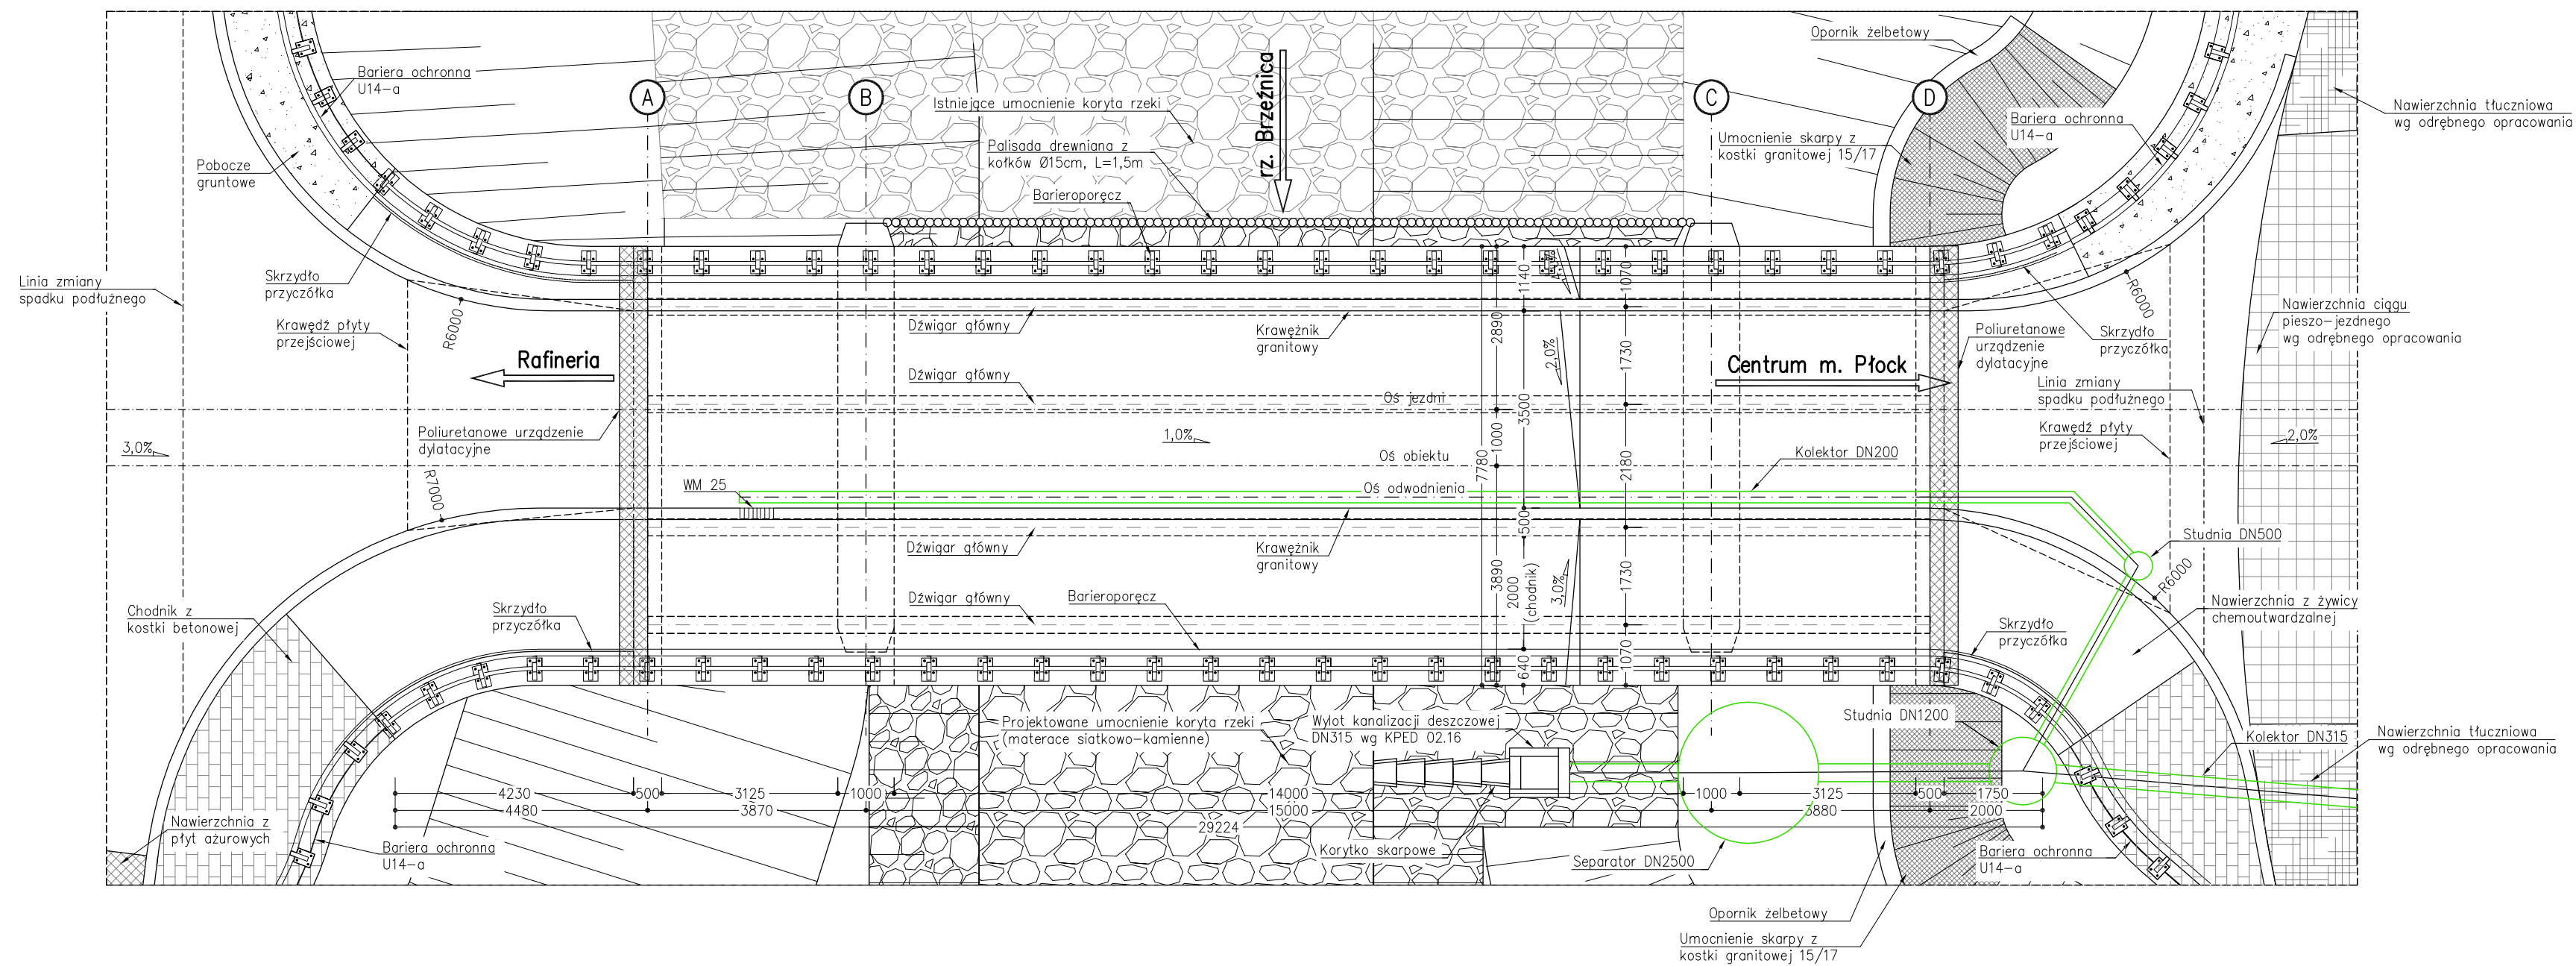 Opornik żelbetowy
Bariera ochronna
U14-a
A
B
C
D
Istniejące umocnienie koryta rzeki
rz. Brzeźnica
Nawierzchnia tłuczniowa
wg odrębnego opracowania
Bariera ochronna
U14-a
Umocnienie skarpy z
kostki granitowej 15/17
Palisada drewniana z
kołków Ø15cm, L=1,5m
Barieroporęcz
Pobocze
gruntowe
Linia zmiany
spadku podłużnego
Skrzydło
przyczółka
Krawędź płyty
przejściowej
R6000
Rafineria
Dźwigar główny
Krawężnik
granitowy
Dźwigar główny
Oś jezdni
1140
1070
2890
1730
2,0%
3500
1000
7780
2180
500
3890
2000
(chodnik)
3,0%
1730
640
1070
Centrum m. Płock
Poliuretanowe
urządzenie
dylatacyjne
Skrzydło
przyczółka
R6000
Nawierzchnia ciągu
pieszo-jezdnego
wg odrębnego opracowania
Linia zmiany
spadku podłużnego
Krawędź płyty
przejściowej
2,0%
3,0%
Poliuretanowe urządzenie
dylatacyjne
1,0%
Oś obiektu
Kolektor DN200
R7000
WM 25
Oś odwodnienia
Dźwigar główny
Krawężnik
granitowy
Studnia DN500
R6000
Chodnik z
kostki betonowej
Skrzydło
przyczółka
Dźwigar główny
Barieroporęcz
Nawierzchnia z żywicy
chemoutwardzalnej
Skrzydło
przyczółka
Projektowane umocnienie koryta rzeki
(materace siatkowo-kamienne)
Wylot kanalizacji deszczowej
DN315 wg KPED 02.16
Studnia DN1200
Kolektor DN315
Nawierzchnia tłuczniowa
wg odrębnego opracowania
4230
500
3125
1000
14000
1000
3125
500
1750
4480
3870
15000
3880
2000
29224
Nawierzchnia z
płyt ażurowych
Bariera ochronna
U14-a
Korytko skarpowe
Separator DN2500
Bariera ochronna
U14-a
Opornik żelbetowy
Umocnienie skarpy z
kostki granitowej 15/17